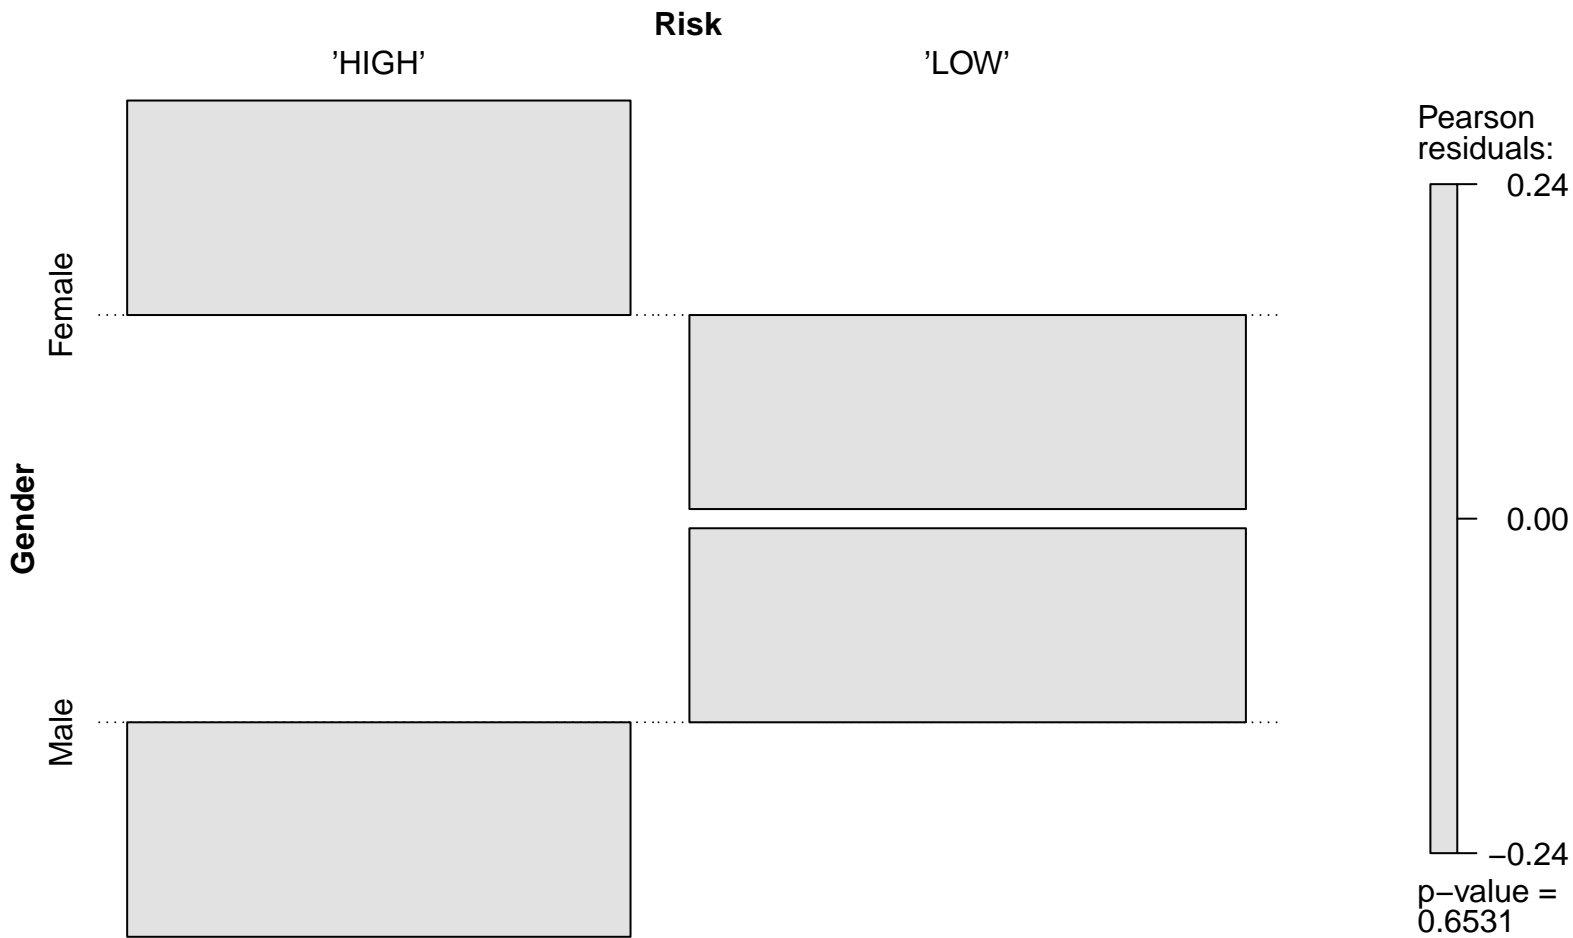 Risk
’HIGH’ ’LOW’
Pearson
residuals:
0.24
Female
Gender
0.00
Male
−0.24
p−value =
0.6531